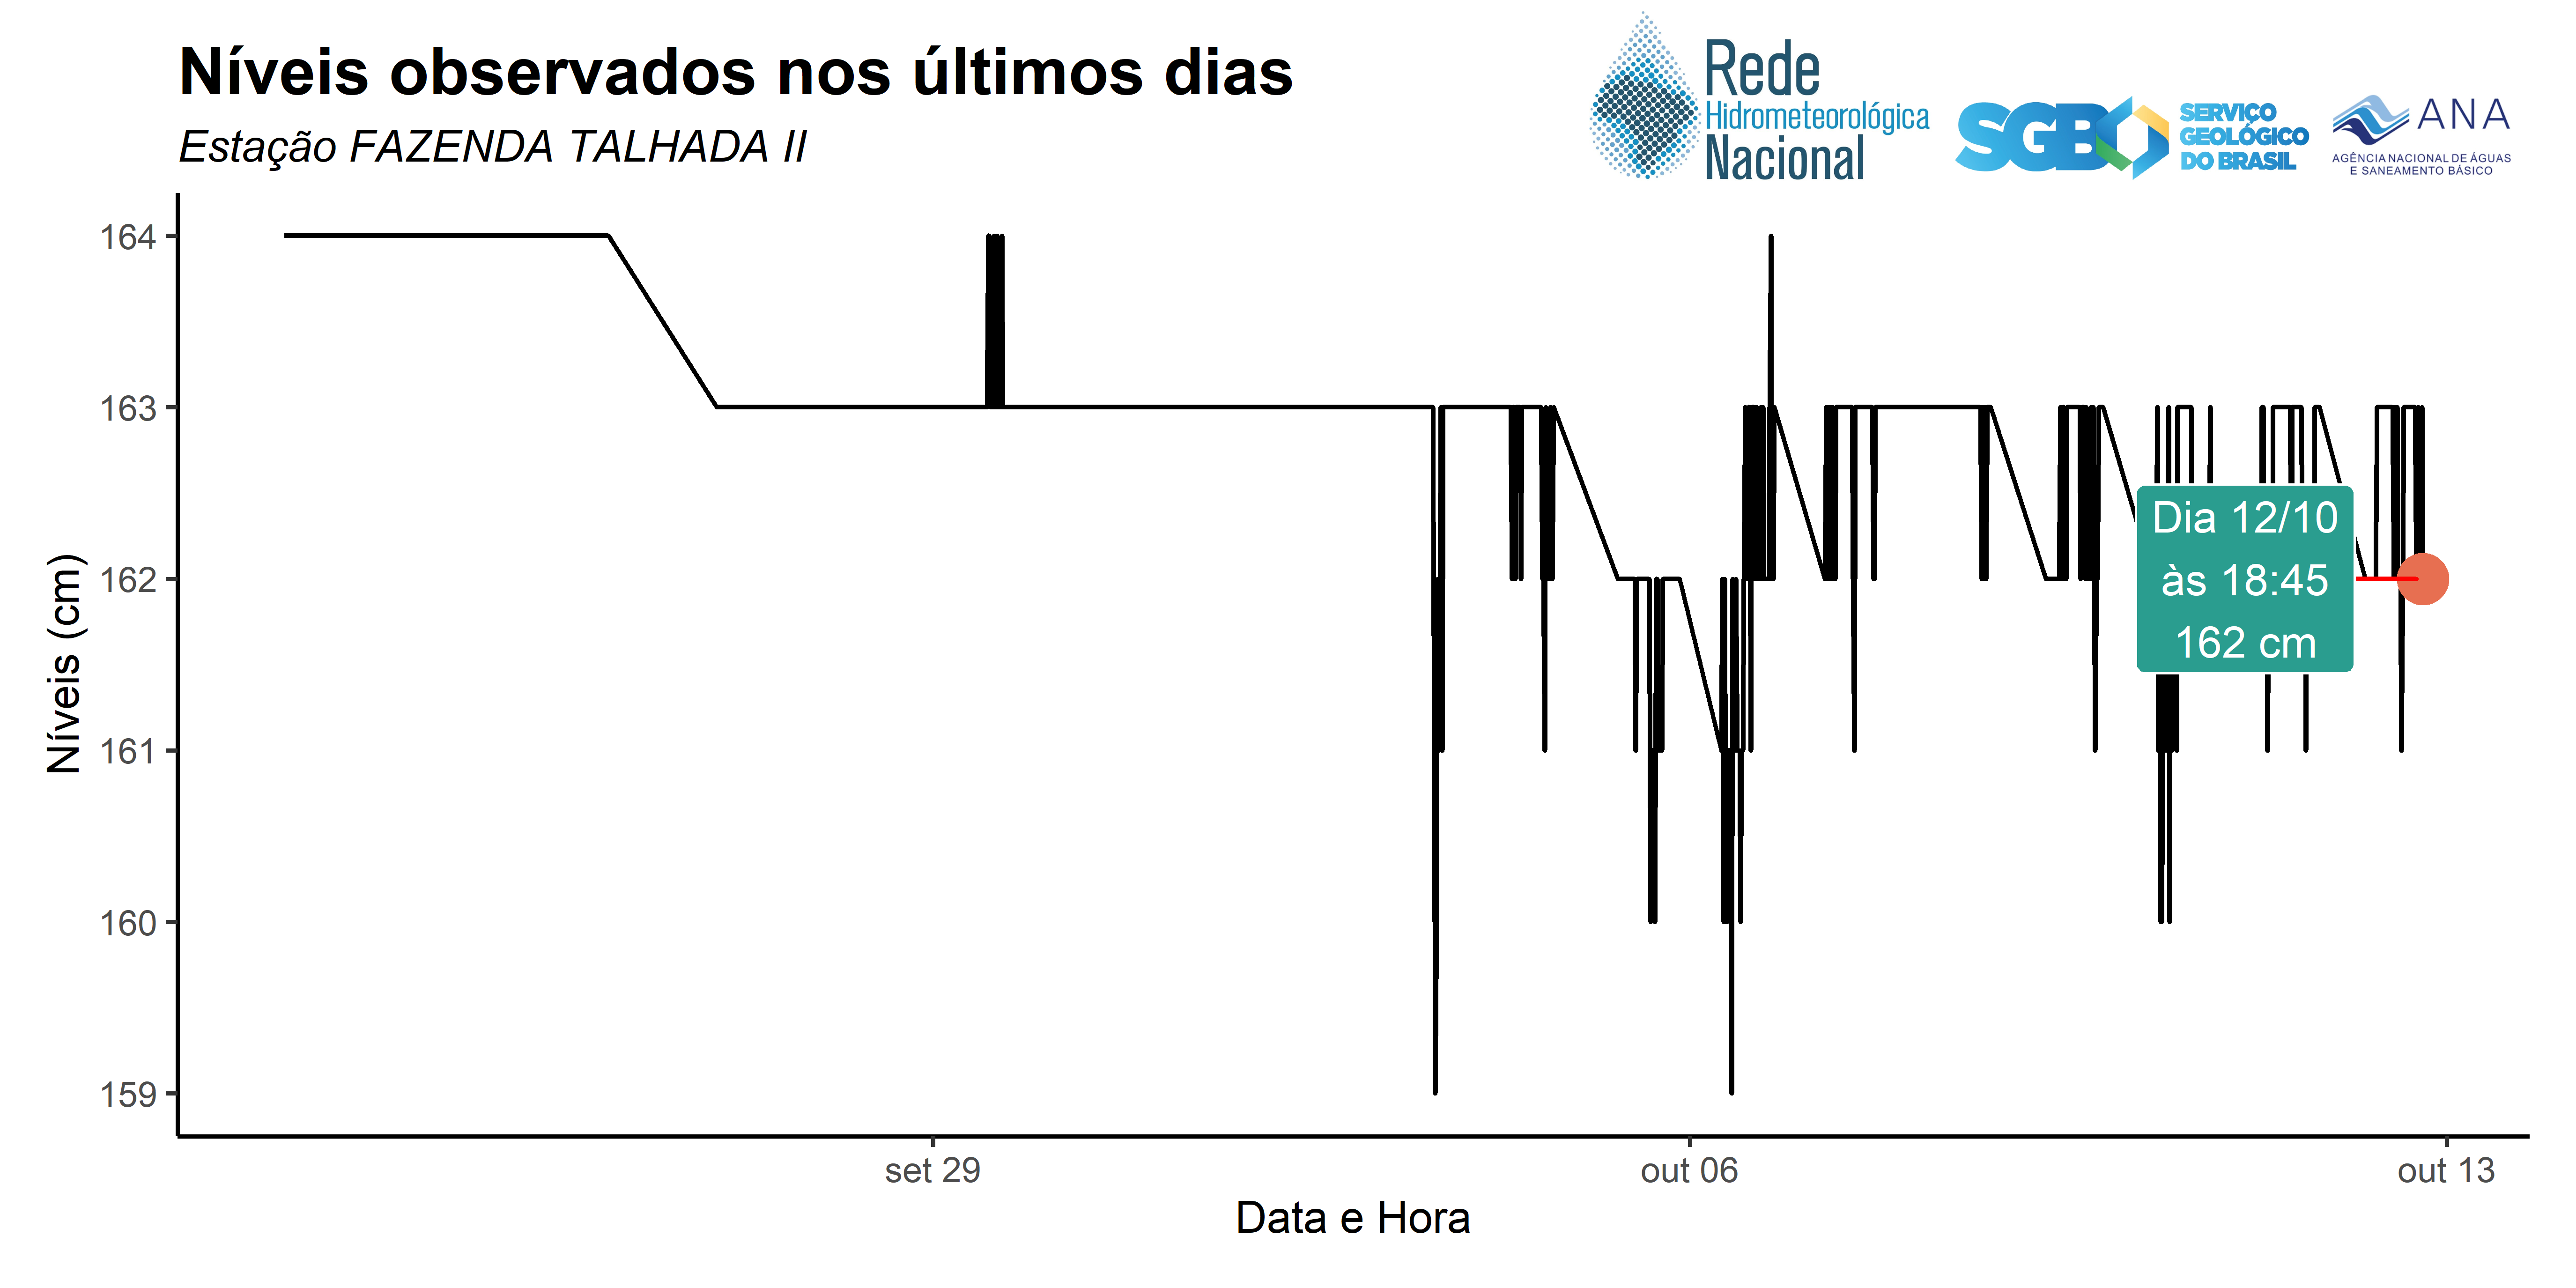 Níveis observados nos últimos dias
Estação FAZENDA TALHADA II
Rede
Hidrometeorológica
Nacional
SGB
SERVIÇO
GEOLÓGICO
DO BRASIL
ANA
AGÊNCIA NACIONAL DE ÁGUAS
E SANEAMENTO BÁSICO
Níveis (cm)
164
163
162
161
160
159
Dia 12/10
às 18:45
162 cm
set 29
out 06
out 13
Data e Hora